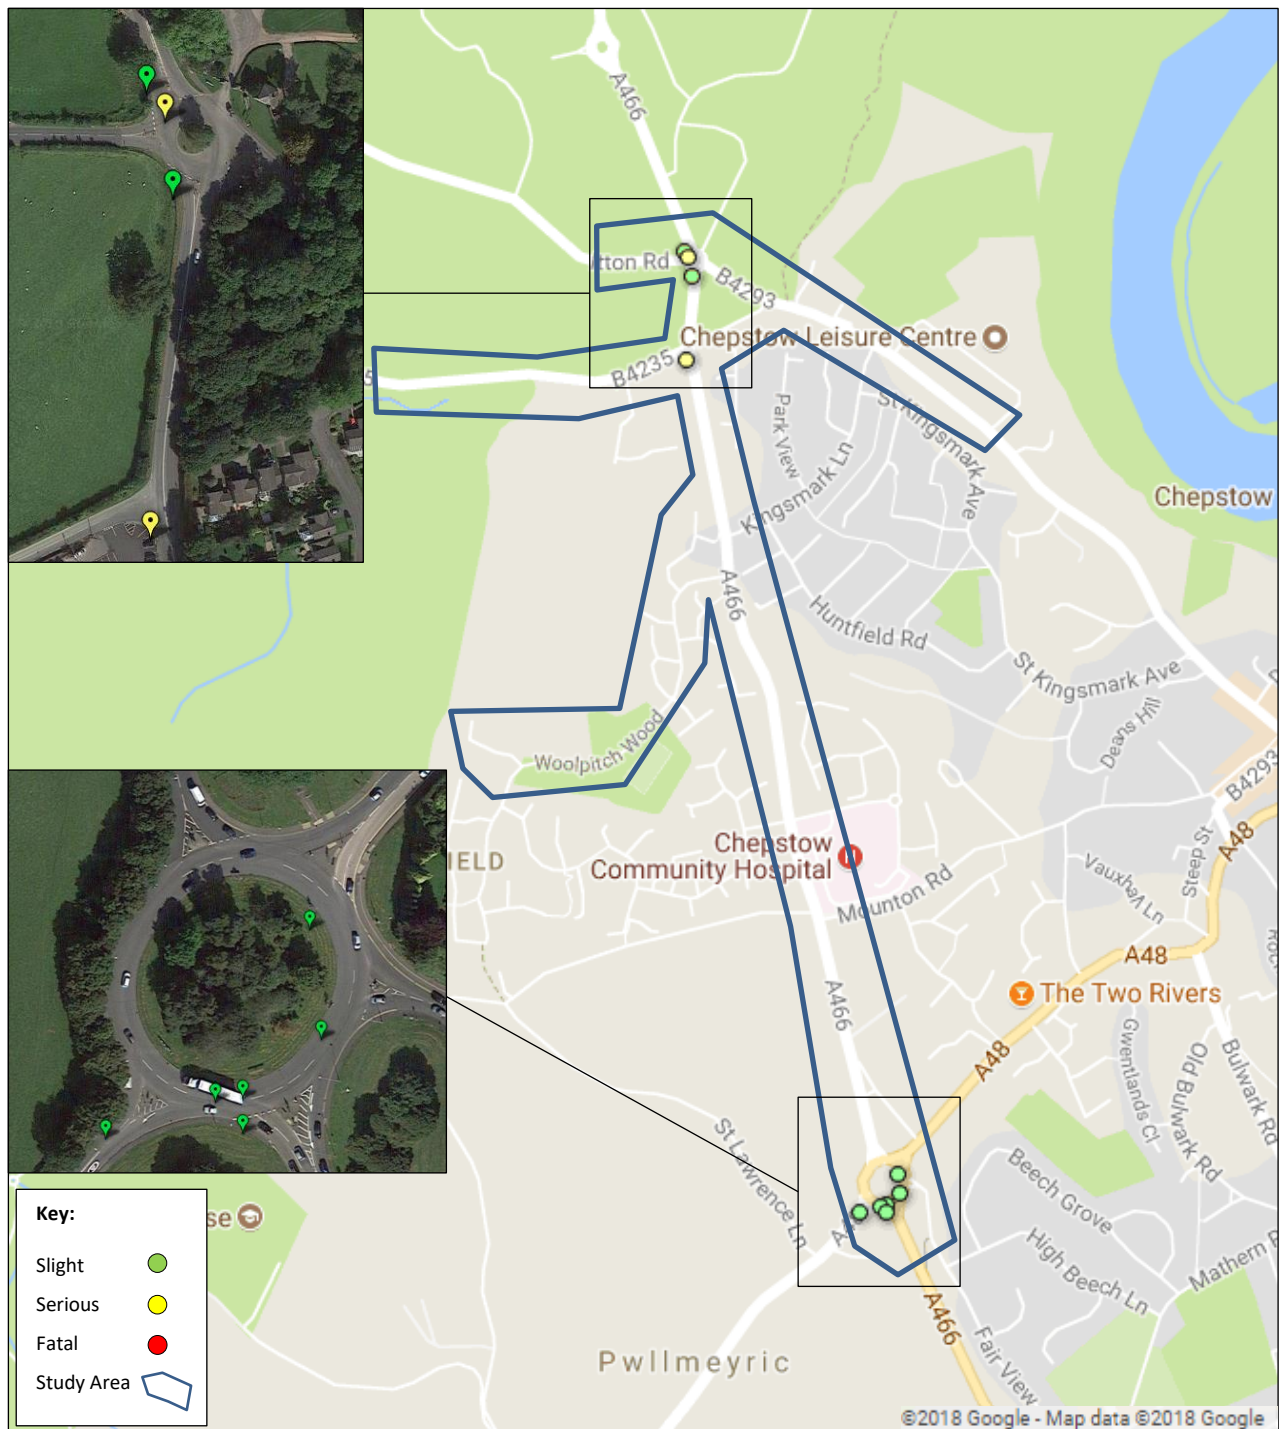 A466
Itton Rd
B4293
Chepstow Leisure Centre
B4235
5
Park View
St Kingsmark Ave
Kingsmark Ln
Chepstow
A466
Huntfield Rd
St Kingsmark Ave
Deans Hill
Woolpitch Wood
B4293
A48
Steep St
Chepstow
Community Hospital
IELD
Vauxhall Ln
Mounton Rd
A48
The Two Rivers
A466
A48
Gwentlands Cl
Old Bulwark Rd
Bulwark Rd
St Lawrence Ln
Beech Grove
High Beech Ln
Mathern
se
A466
Fair View
Pwllmeyric
Key:
Slight
Serious
Fatal
Study Area
©2018 Google - Map data ©2018 Google